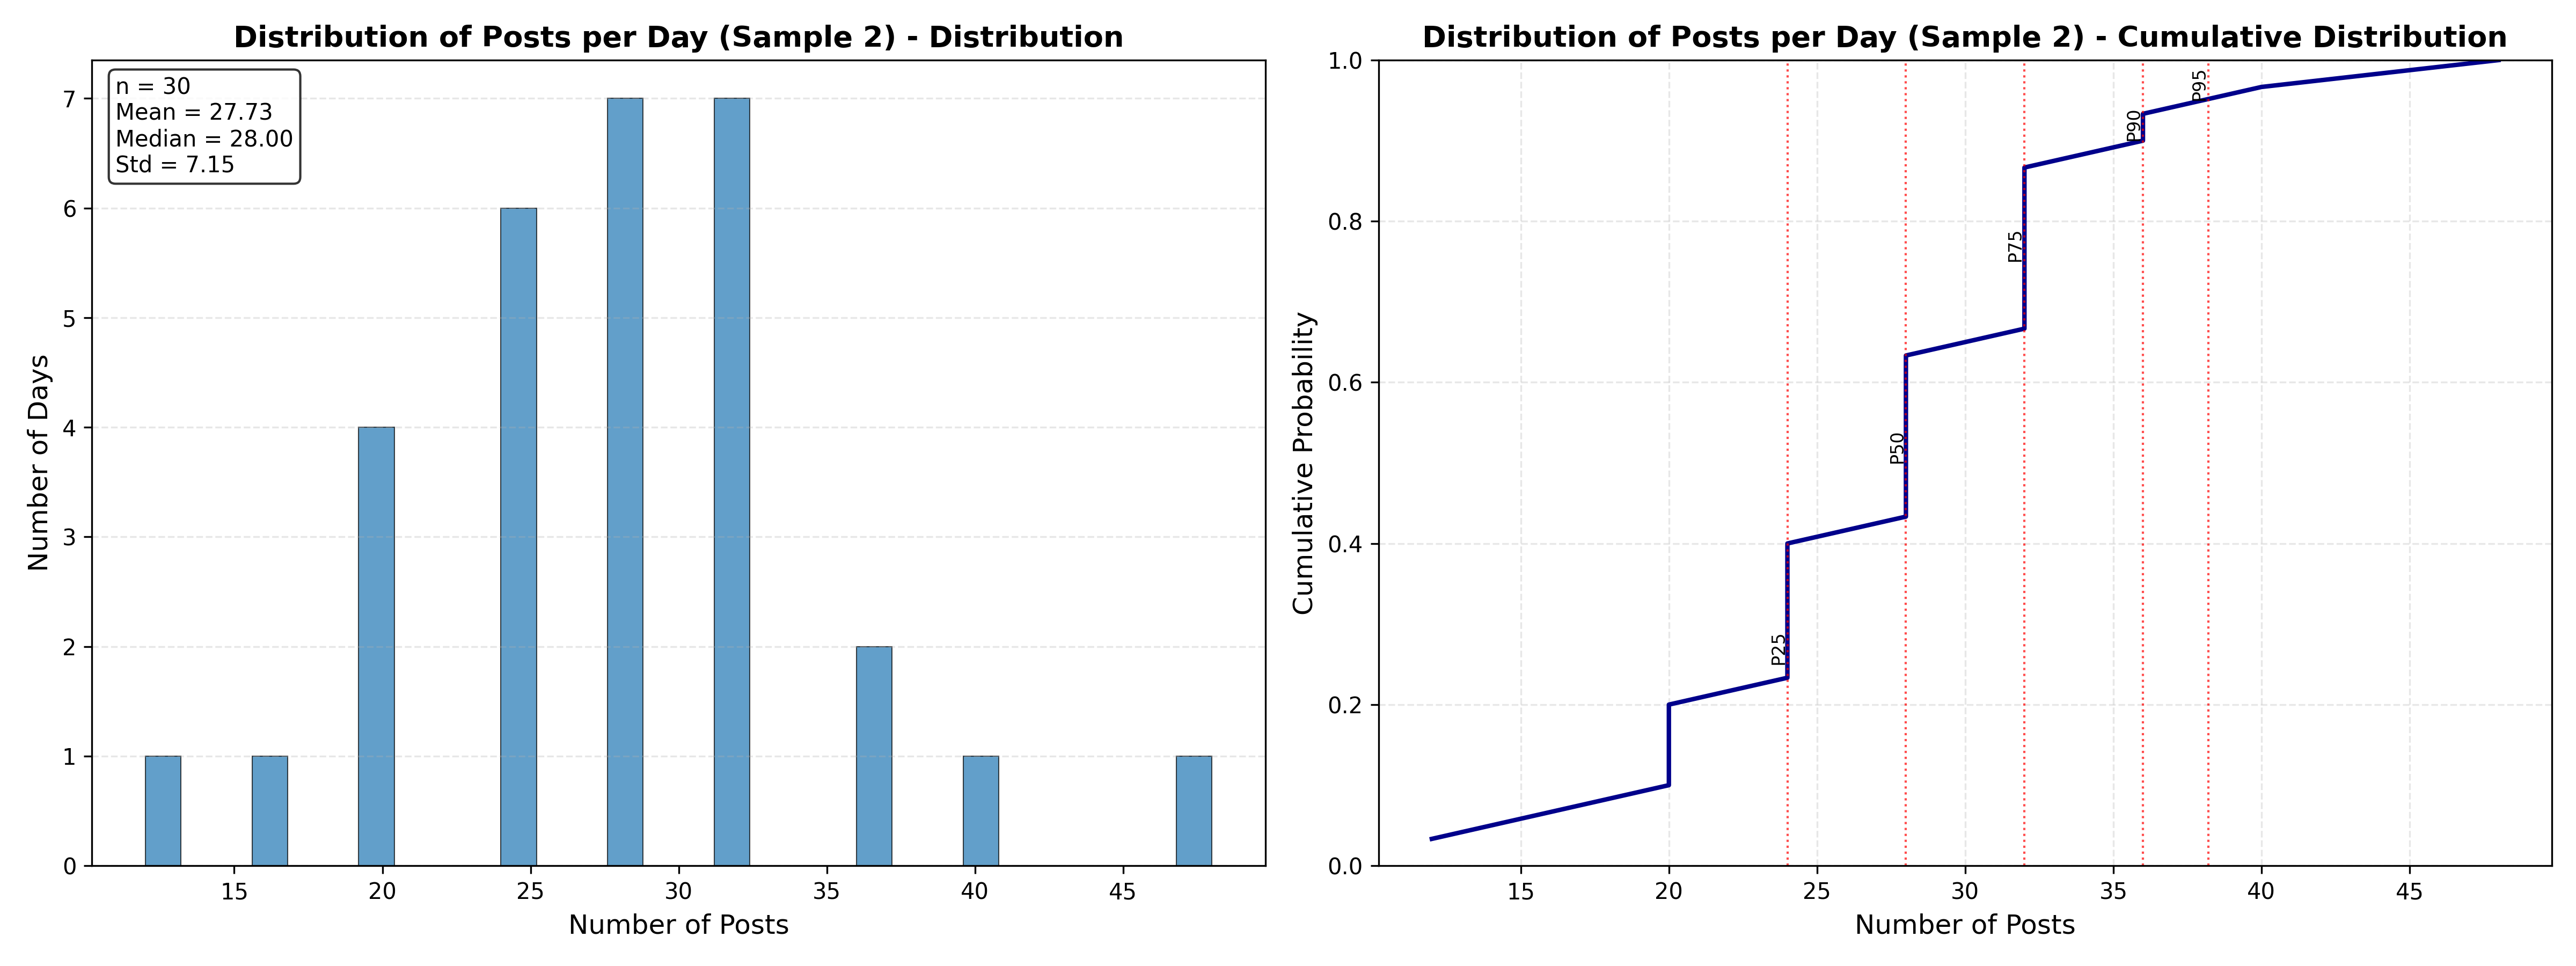 Distribution of Posts per Day (Sample 2) - Distribution
n = 30
Mean = 27.73
Median = 28.00
Std = 7.15
7
6
5
4
3
2
1
0
Number of Days
15 20 25 30 35 40 45
Number of Posts
Distribution of Posts per Day (Sample 2) - Cumulative Distribution
1.0
0.8
0.6
0.4
0.2
0.0
Cumulative Probability
P25
P50
P75
P90
P95
15 20 25 30 35 40 45
Number of Posts